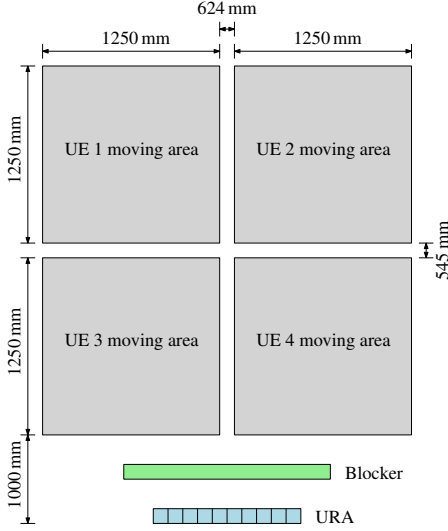 624 mm
1250 mm
1250 mm
1250 mm
UE 1 moving area
UE 2 moving area
545 mm
1250 mm
UE 3 moving area
UE 4 moving area
1000 mm
Blocker
URA